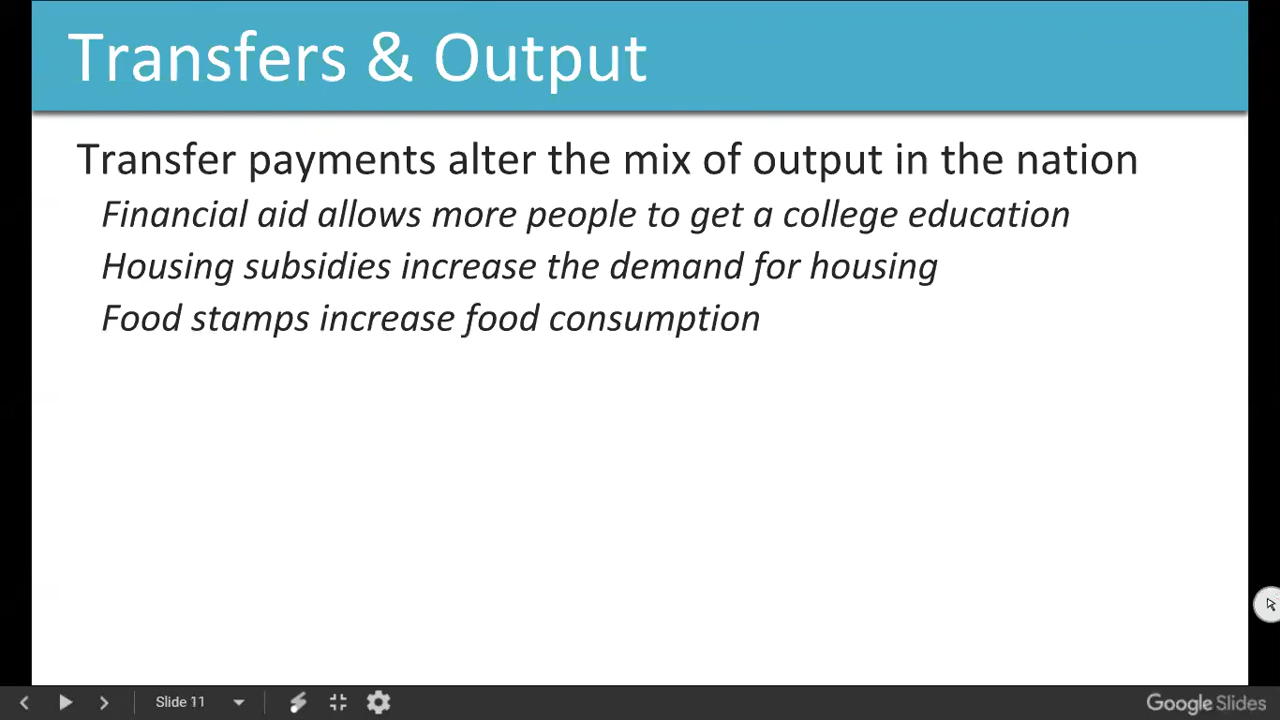 Transfers & Output
Transfer payments alter the mix of output in the nation
Financial aid allows more people to get a college education
Housing subsidies increase the demand for housing
Food stamps increase food consumption
Slide 11
Google Slides